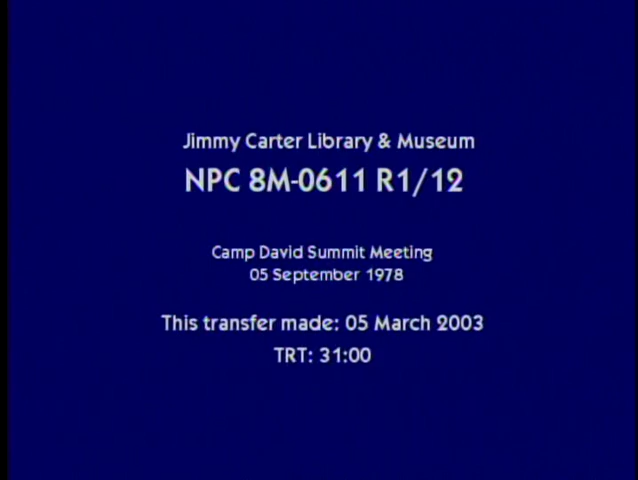 Jimmy Carter Library & Museum
NPC 8M-0611 R1/12
Camp David Summit Meeting
05 September 1978
This transfer made: 05 March 2003
TRT: 31:00